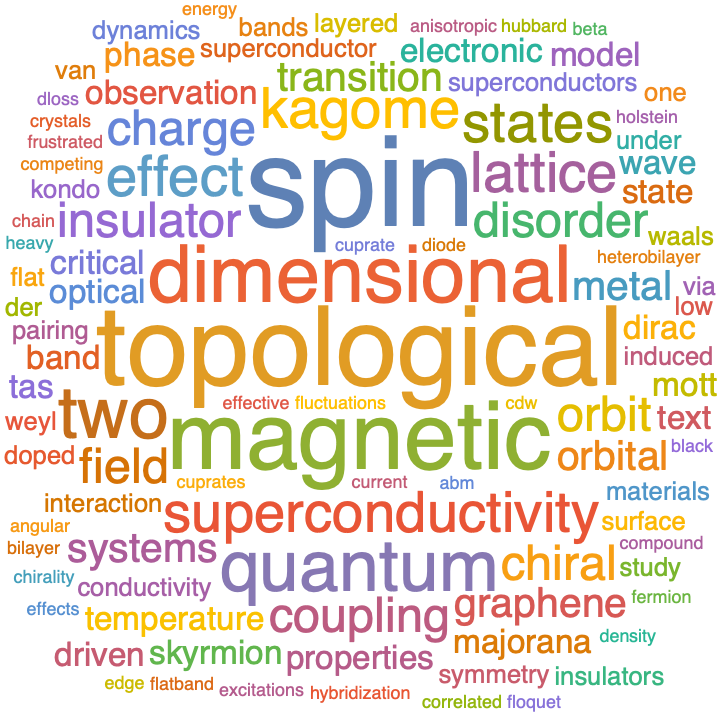 energy
dynamics bands layered anisotropic hubbard beta
phase superconductor electronic model
van transition superconductors
dloss observation kagome one
crystals charge states holstein
frustrated under
competing effect spin lattice wave
kondo state
chain insulator disorder
heavy cuprate diode waals
flat critical dimensional heterobilayer
optical metal via
der low
pairing topological dirac
band induced
tas mott
weyl two effective fluctuations cdw orbit text
doped field magnetic orbital black
cuprates current abm
interaction materials
angular superconductivity surface
bilayer systems quantum chiral compound
chirality conductivity study
effects temperature coupling graphene fermion
driven skyrmion properties majorana density
symmetry insulators
edge flatband excitations hybridization
correlated floquet